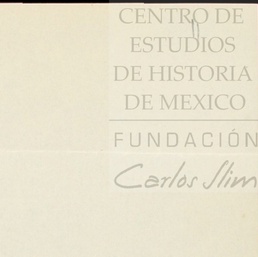 CENTRO DE
ESTUDIOS
DE HISTORIA
DE MEXICO
FUNDACIÓN
Carlos Slim